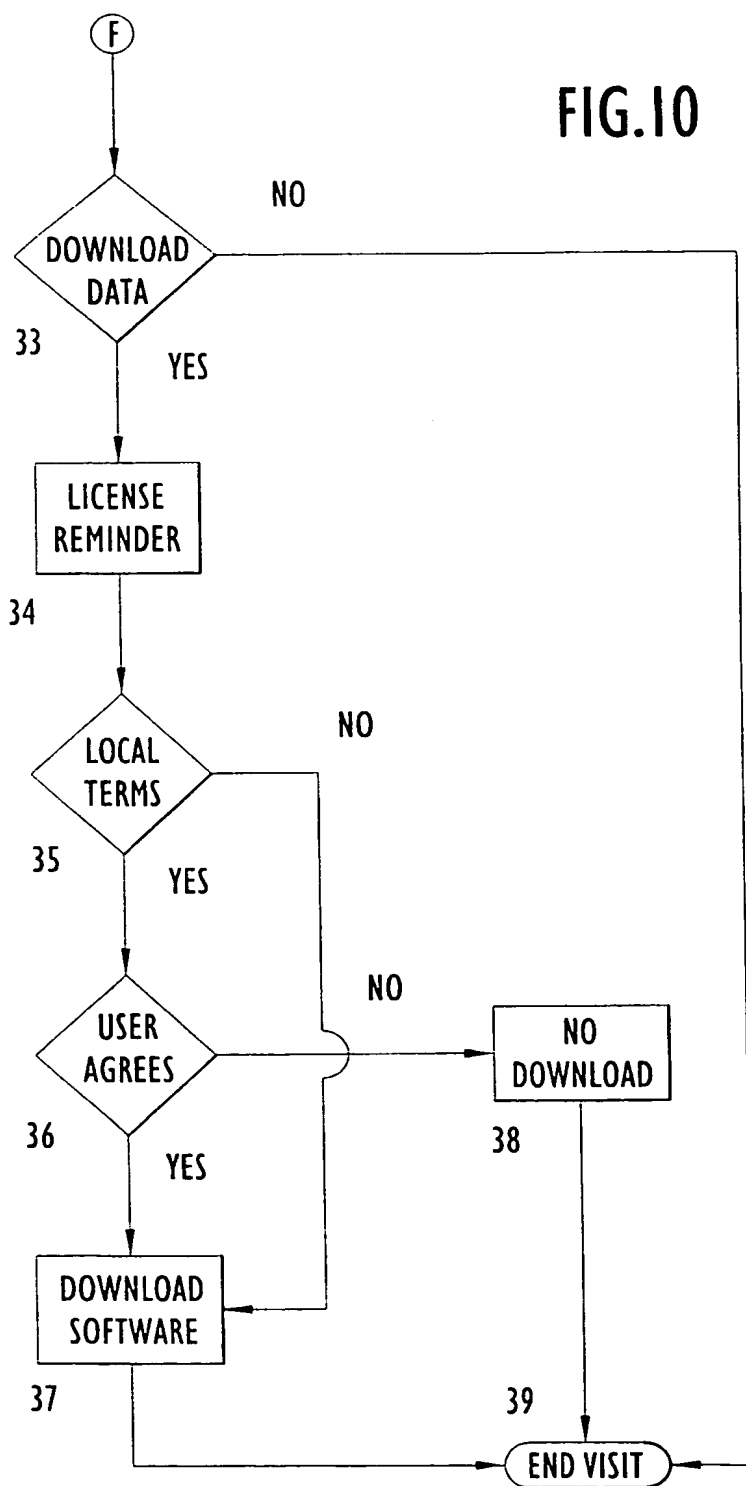 F
FIG.10
NO
DOWNLOAD
DATA
33
YES
LICENSE
REMINDER
34
NO
LOCAL
TERMS
35
YES
NO
USER
AGREES
NO
DOWNLOAD
36
38
YES
DOWNLOAD
SOFTWARE
37
39
END VISIT